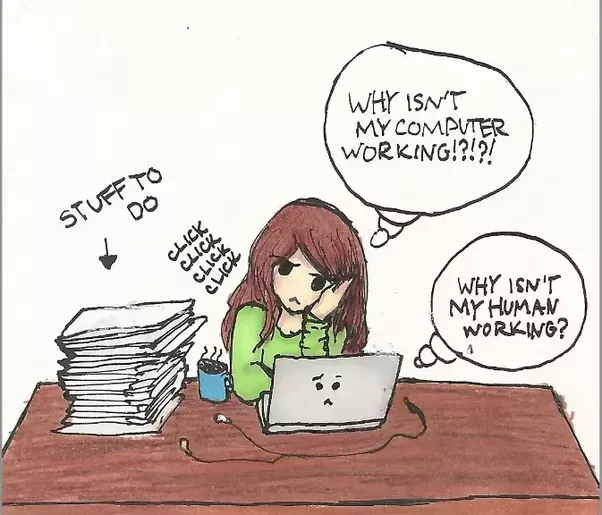 WHY ISN'T
MY COMPUTER
WORKING!?!?!
STUFF TO
DO
CLICK
CLICK
CLICK
CLICK
WHY ISN'T
MY HUMAN
WORKING?